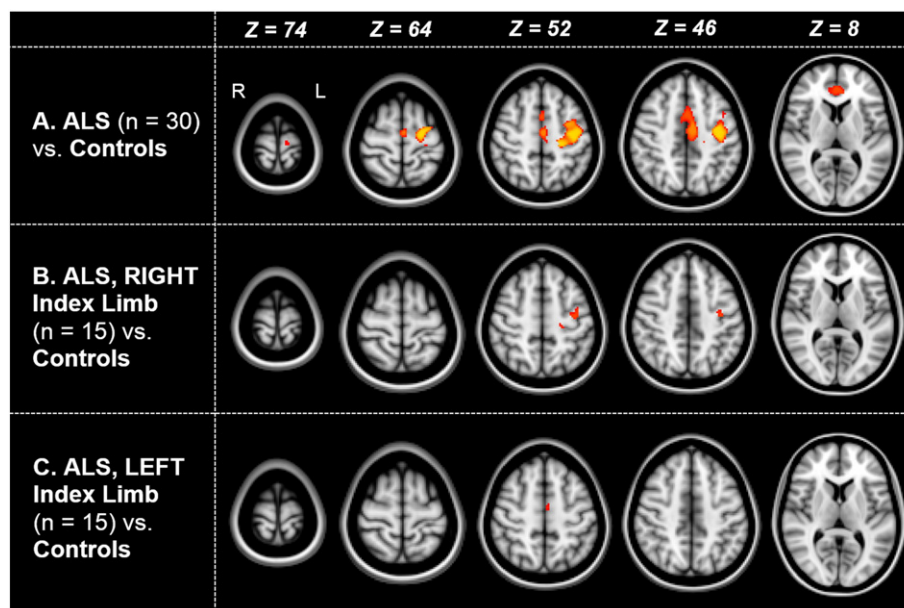 Z = 74 Z = 64 Z = 52 Z = 46 Z = 8
R L
A. ALS (n = 30)
vs. Controls
B. ALS, RIGHT
Index Limb
(n = 15) vs.
Controls
C. ALS, LEFT
Index Limb
(n = 15) vs.
Controls